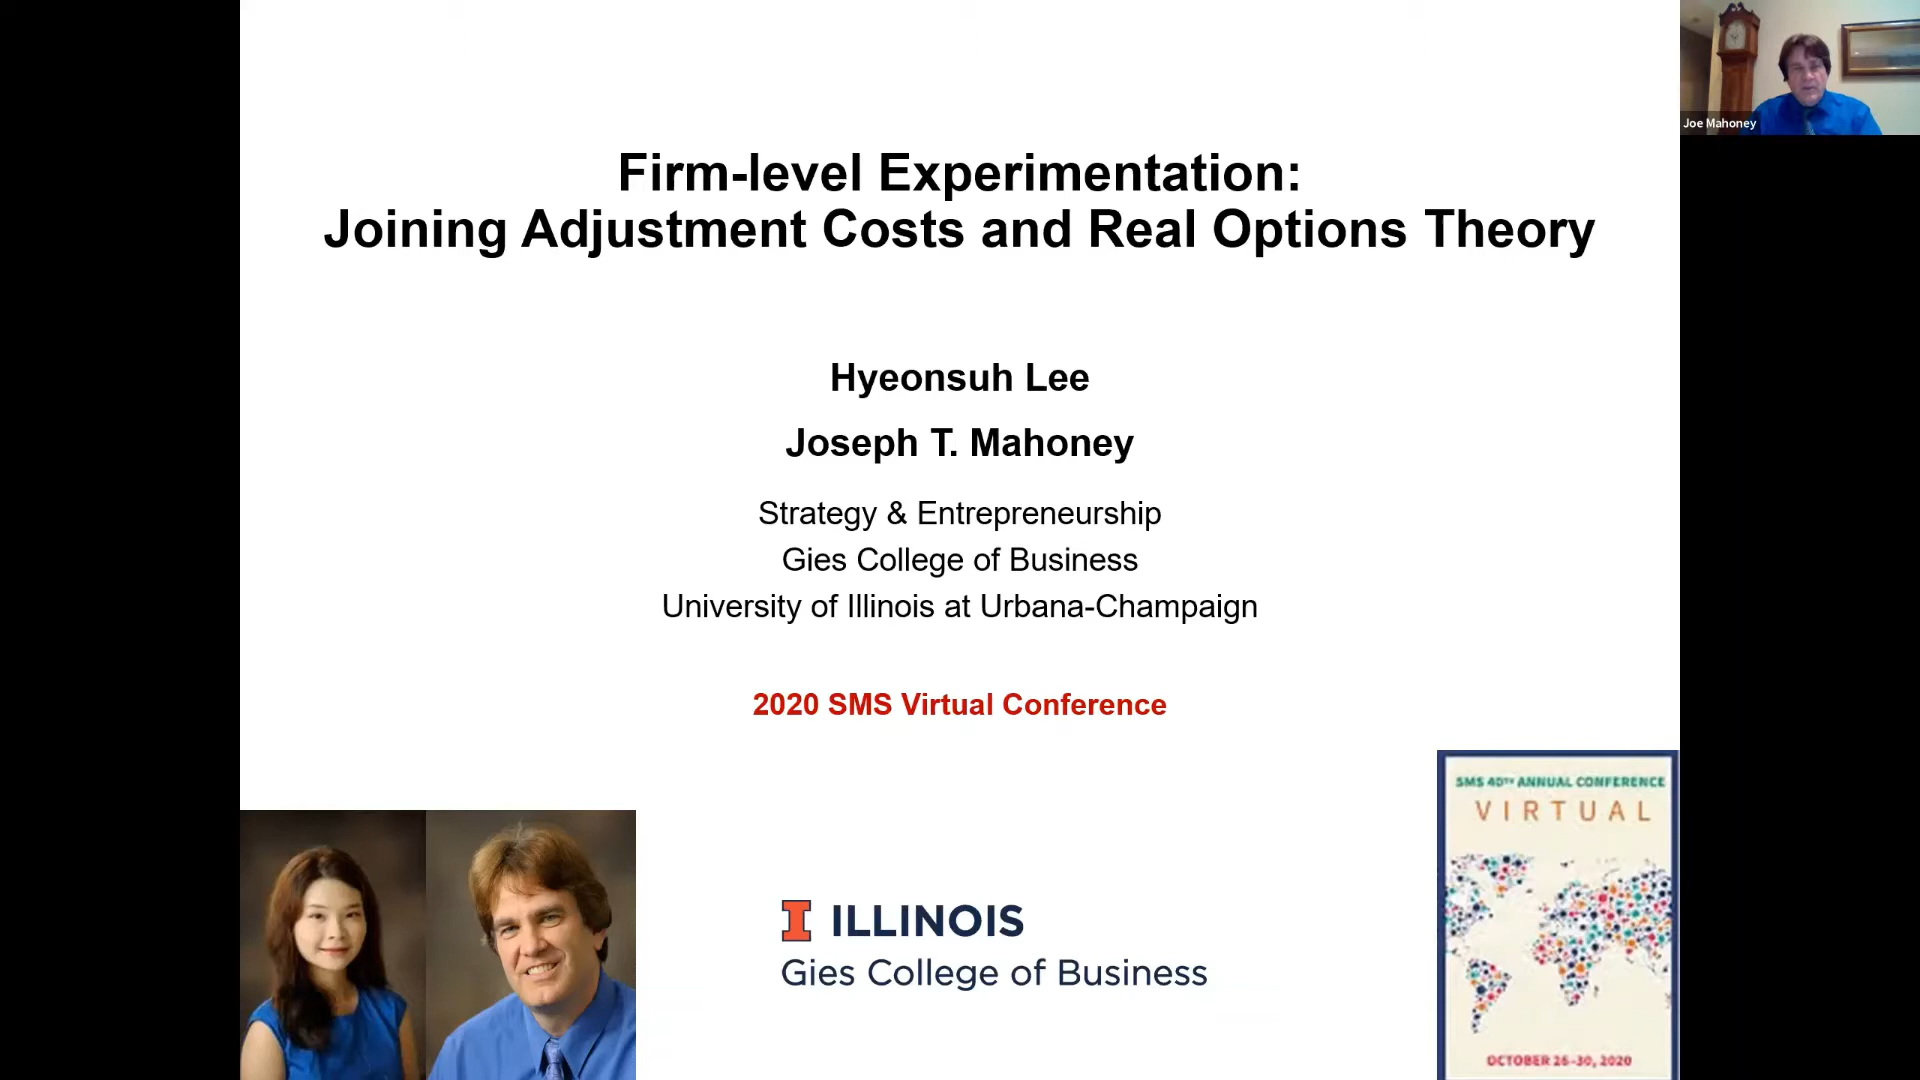 Joe Mahoney
Firm-level Experimentation:
Joining Adjustment Costs and Real Options Theory
Hyeonsuh Lee
Joseph T. Mahoney
Strategy & Entrepreneurship
Gies College of Business
University of Illinois at Urbana-Champaign
2020 SMS Virtual Conference
I ILLINOIS
Gies College of Business
SMS 40TH ANNUAL CONFERENCE
VIRTUAL
OCTOBER 26-30, 2020